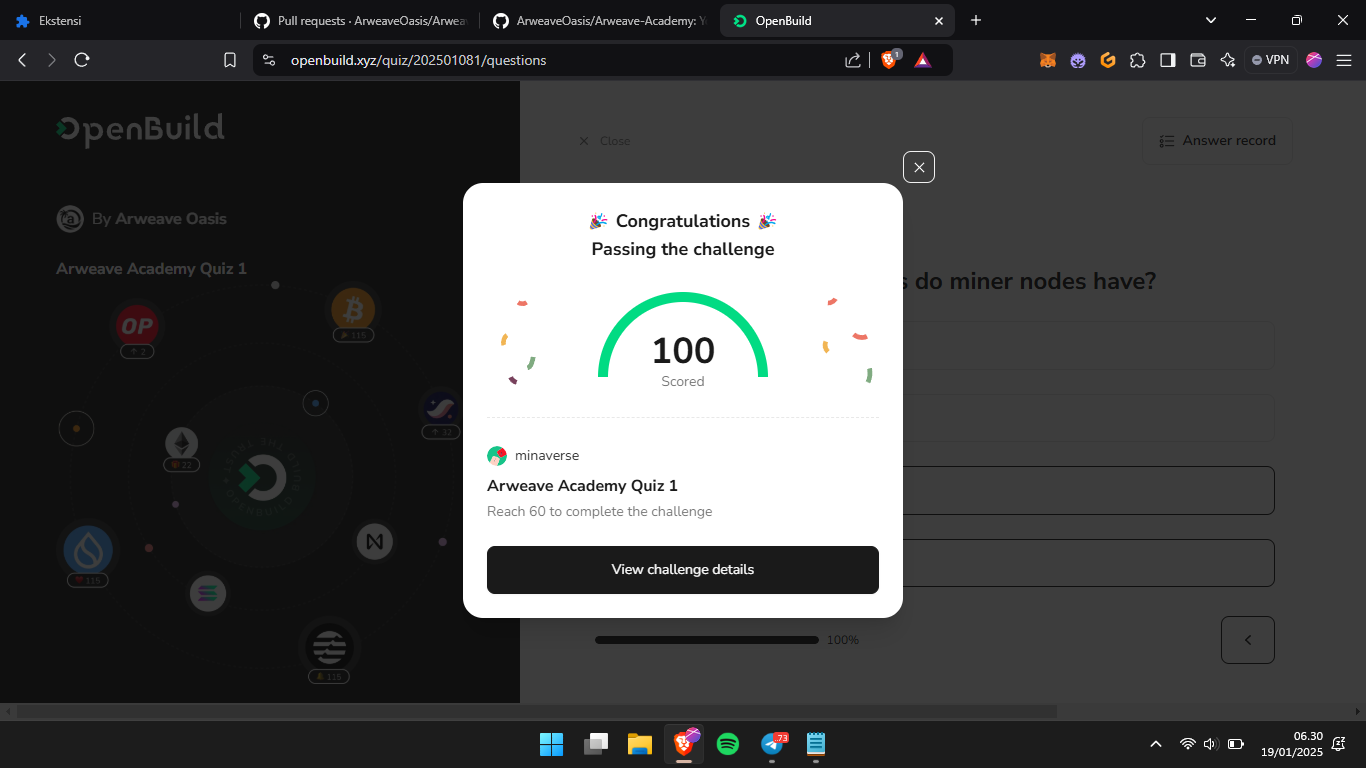 Ekstensi
Pull requests · ArweaveOasis/Arwea
ArweaveOasis/Arweave-Academy: Y
OpenBuild
openbuild.xyz/quiz/202501081/questions
1
VPN
OpenBuild
Close
Answer record
By Arweave Oasis
Arweave Academy Quiz 1
s do miner nodes have?
OP
2
115
32
22
115
115
🎉 Congratulations 🎉
Passing the challenge
100
Scored
minaverse
Arweave Academy Quiz 1
Reach 60 to complete the challenge
View challenge details
100%
73
06.30
19/01/2025